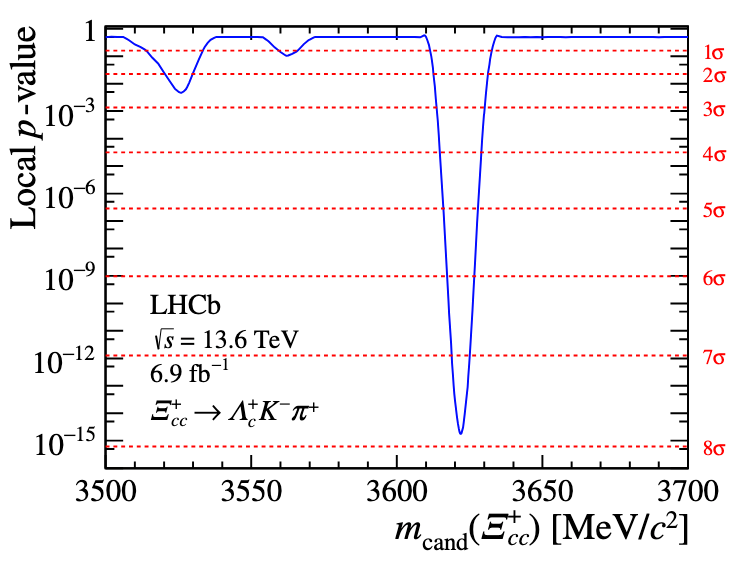 Local p-value
1
10⁻³
10⁻⁶
10⁻⁹
10⁻¹²
10⁻¹⁵
1σ
2σ
3σ
4σ
5σ
6σ
7σ
8σ
LHCb
√s = 13.6 TeV
6.9 fb⁻¹
Ξcc⁺ → Λc⁺K⁻π⁺
3500 3550 3600 3650 3700
mcand(Ξcc⁺) [MeV/c²]